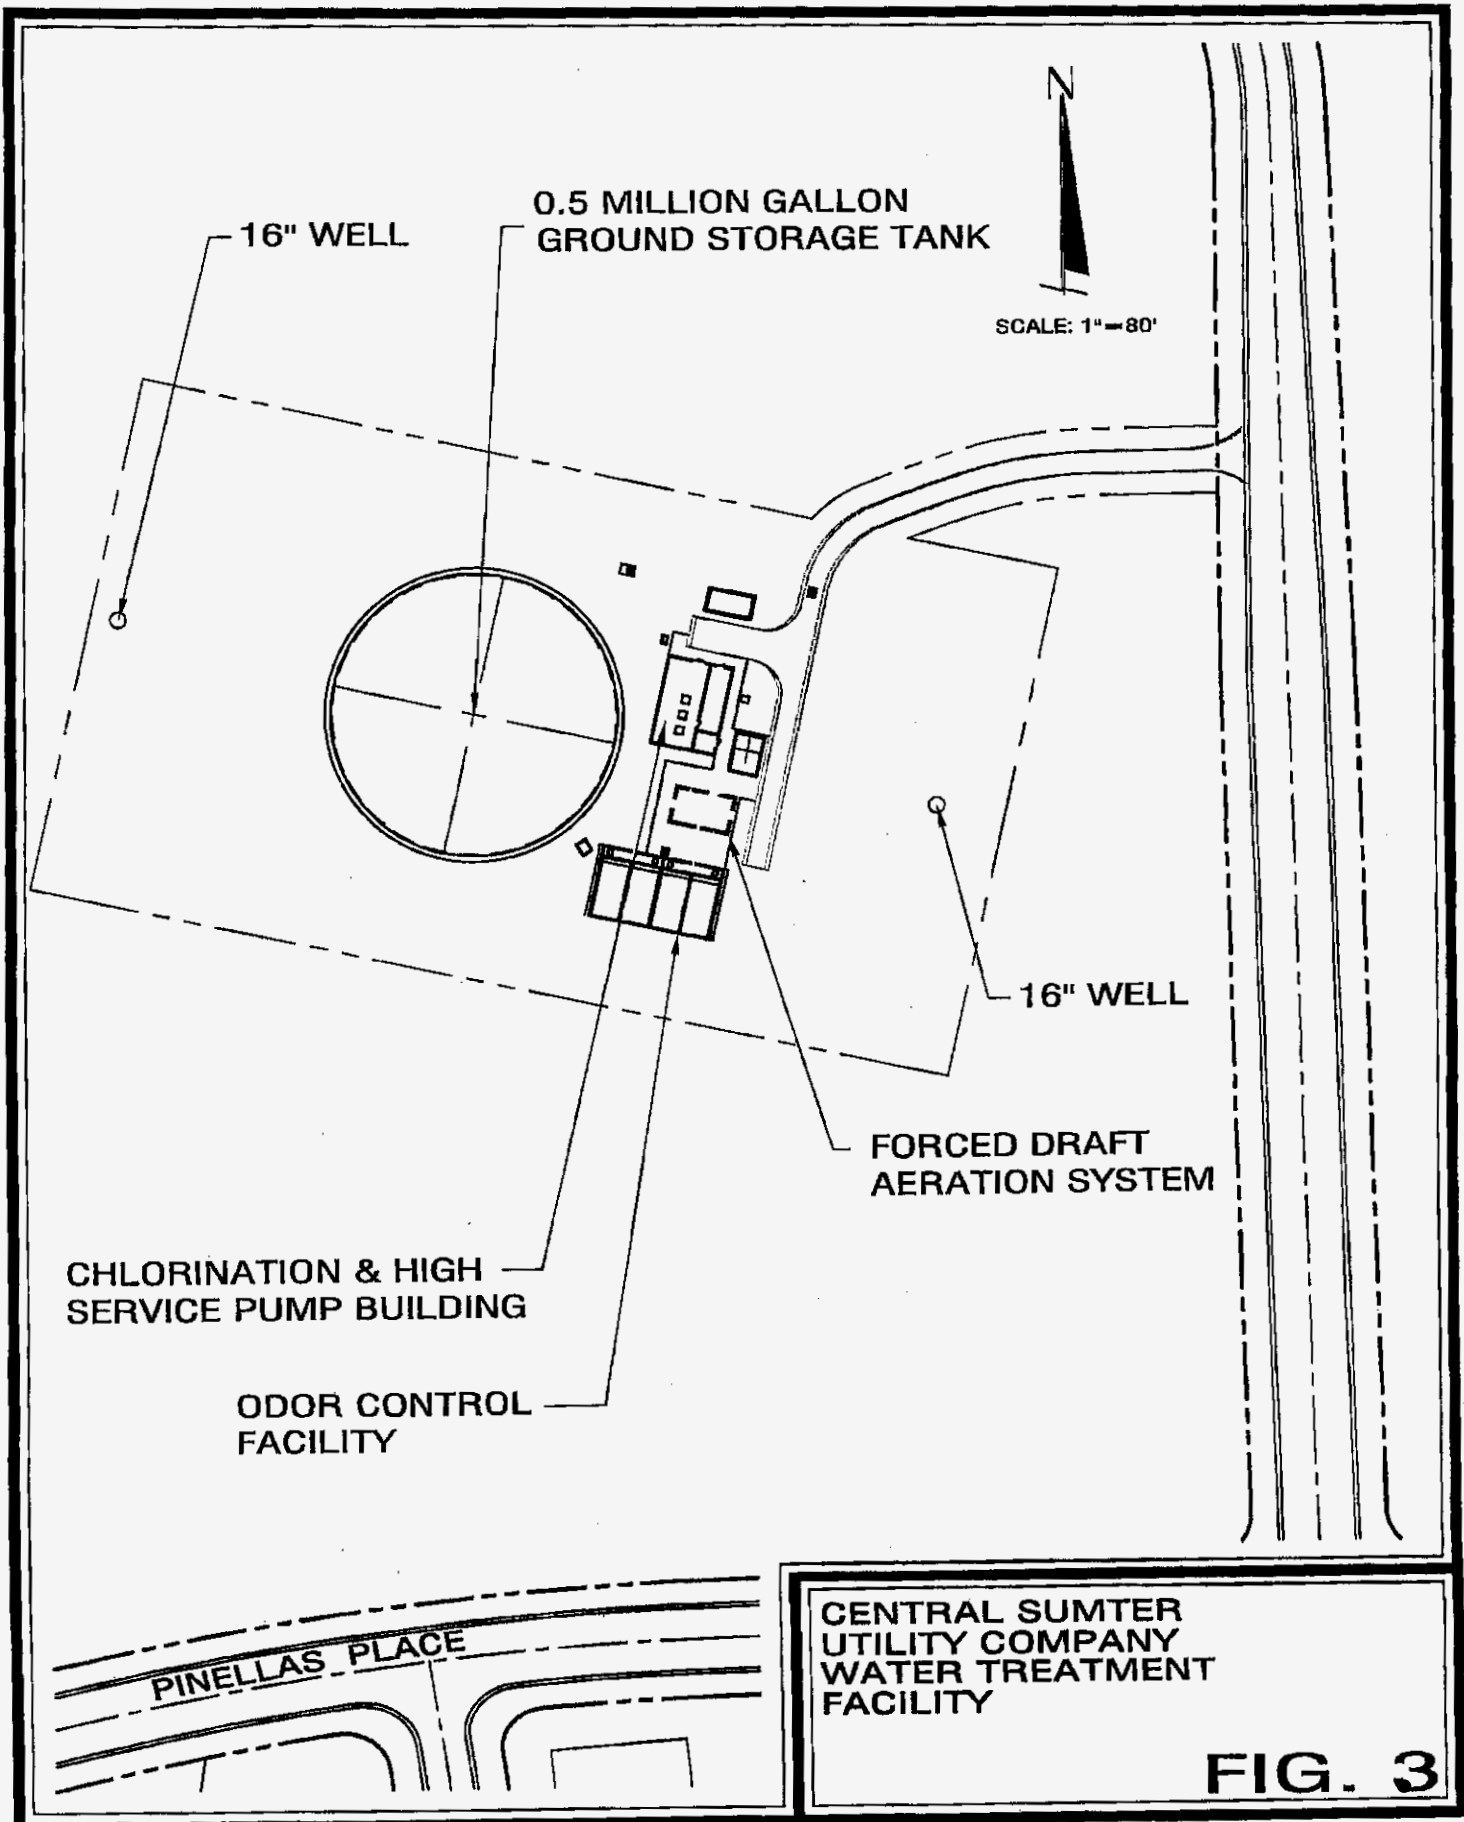 N
0.5 MILLION GALLON
GROUND STORAGE TANK
16" WELL
SCALE: 1"=80'
16" WELL
FORCED DRAFT
AERATION SYSTEM
CHLORINATION & HIGH
SERVICE PUMP BUILDING
ODOR CONTROL
FACILITY
PINELLAS PLACE
CENTRAL SUMTER
UTILITY COMPANY
WATER TREATMENT
FACILITY
FIG. 3